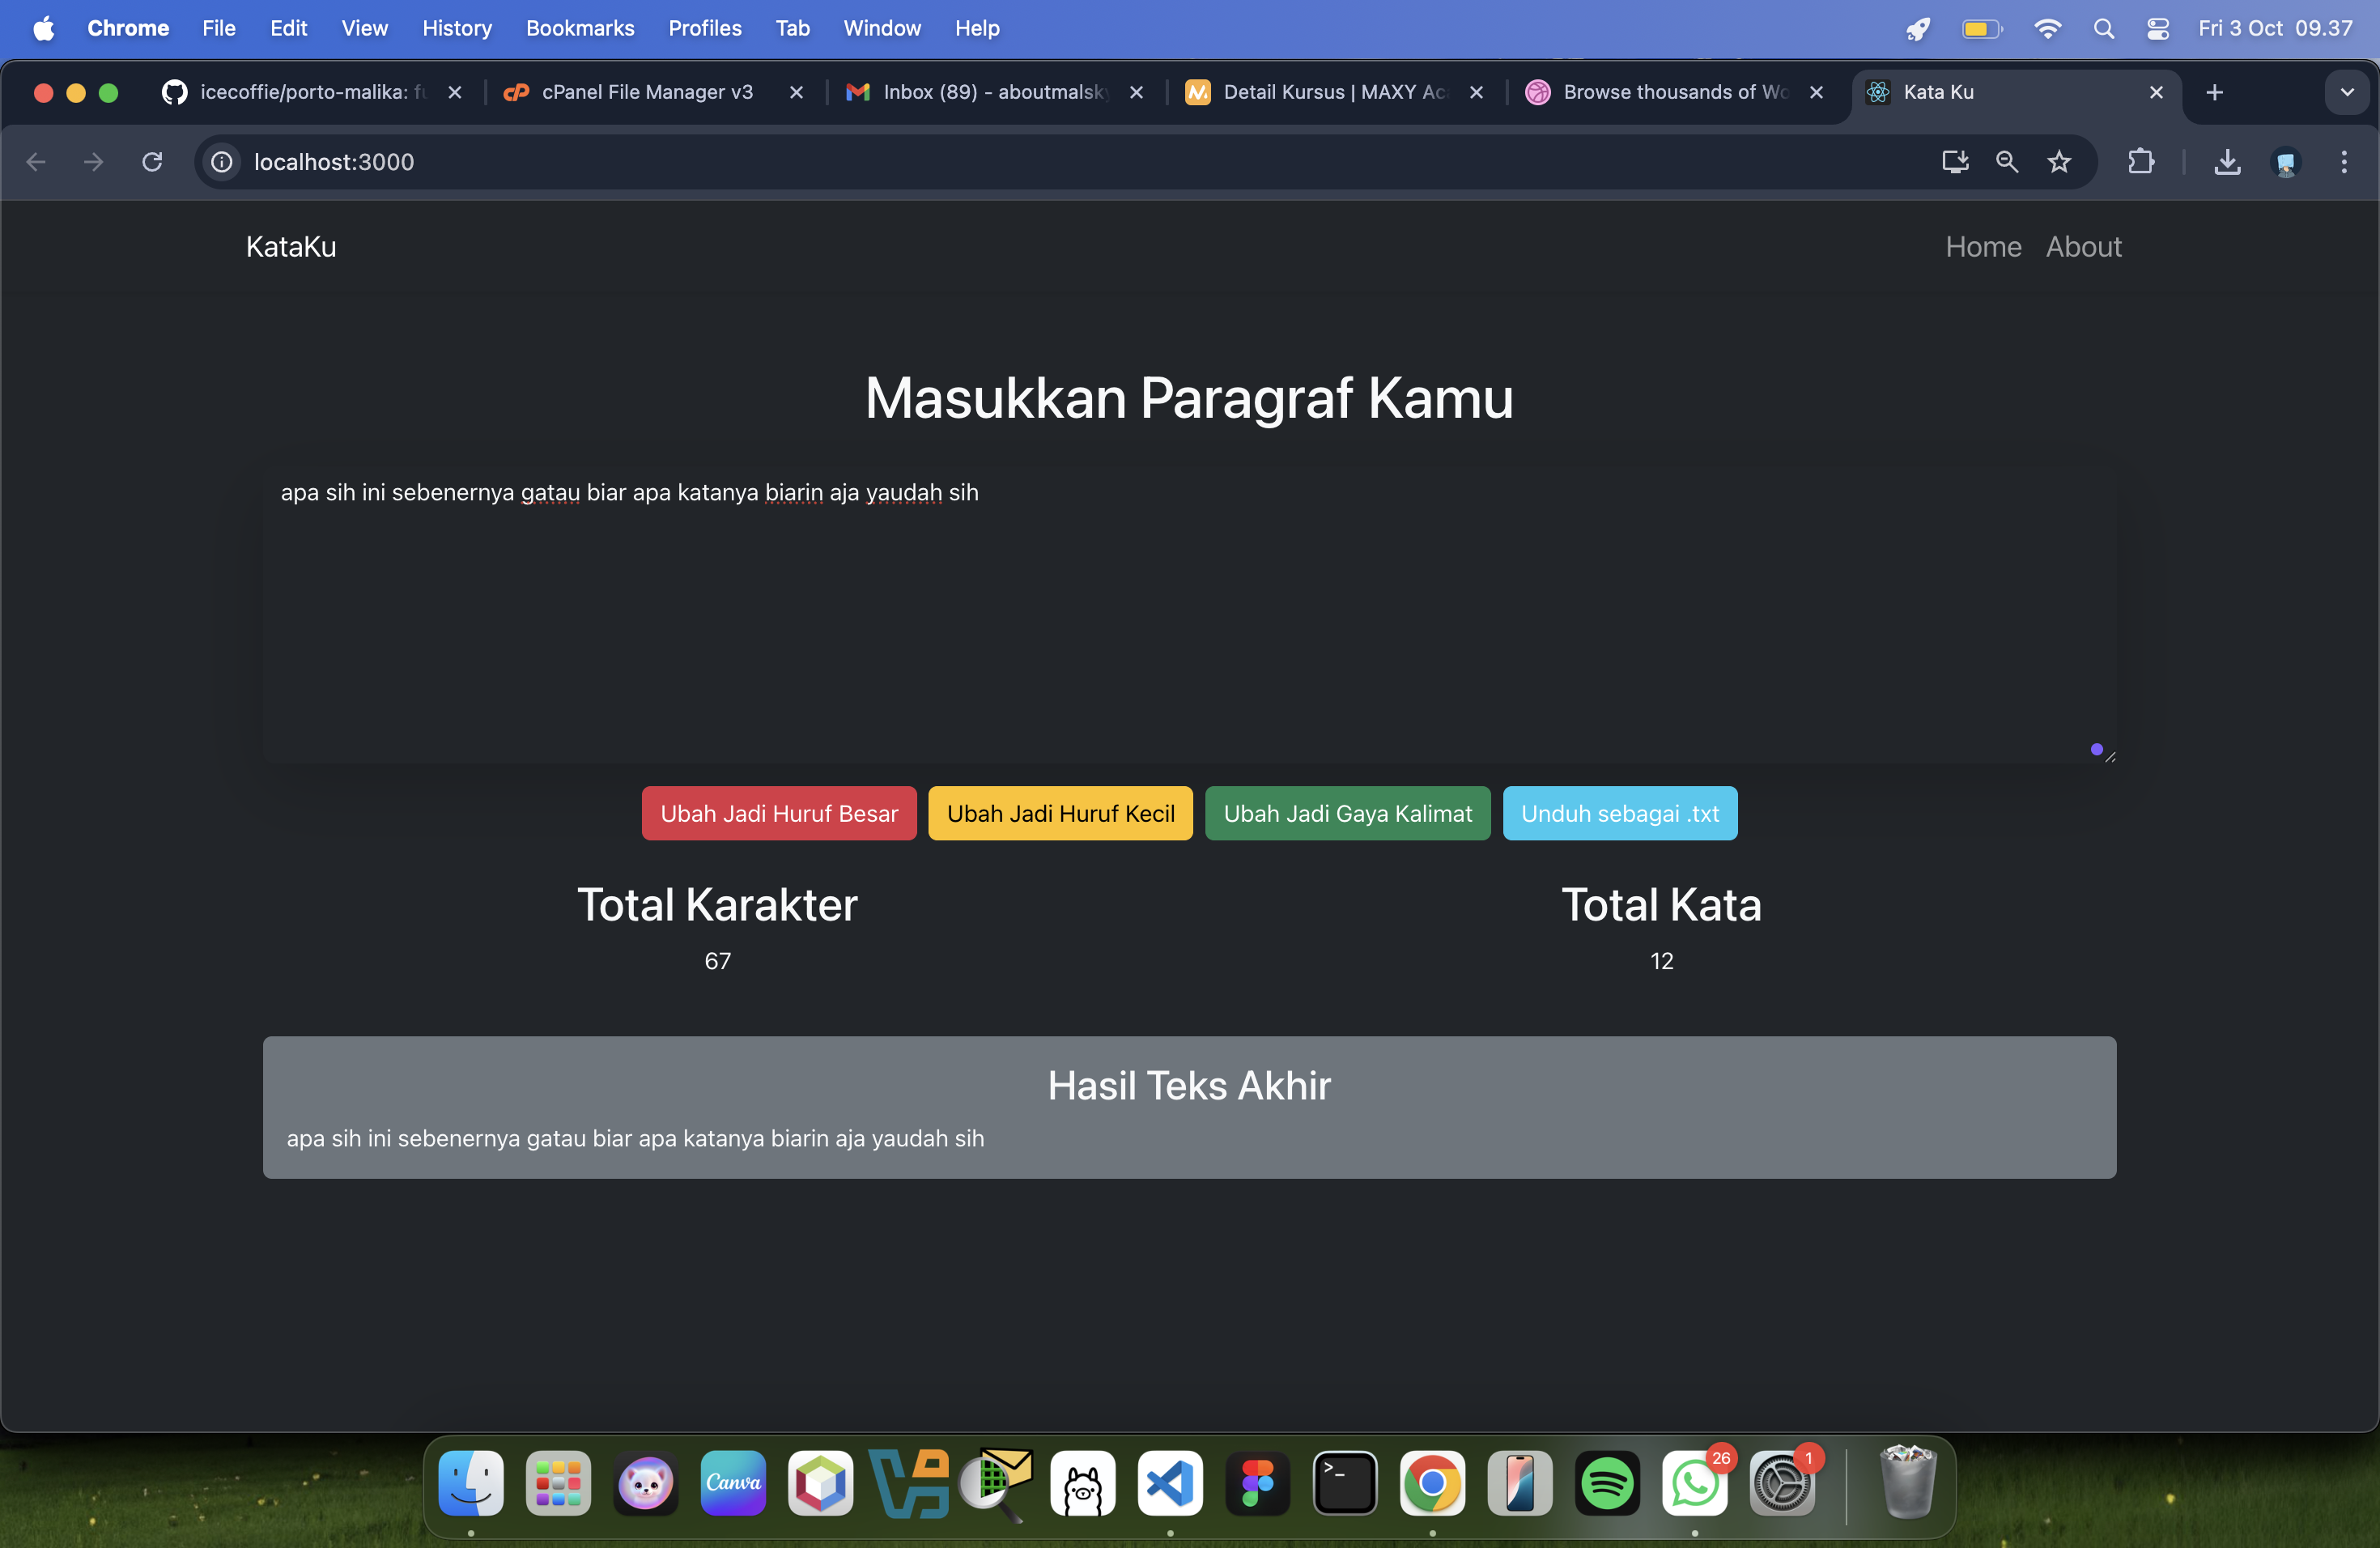 Chrome File Edit View History Bookmarks Profiles Tab Window Help Fri 3 Oct 09.37
icecoffie/porto-malika: cPanel File Manager v3 Inbox (89) - aboutmalsky Detail Kursus | MAXY Browse thousands of Kata Ku
localhost:3000
KataKu Home About
Masukkan Paragraf Kamu
apa sih ini sebenernya gatau biar apa katanya biarin aja yaudah sih
Ubah Jadi Huruf Besar Ubah Jadi Huruf Kecil Ubah Jadi Gaya Kalimat Unduh sebagai .txt
Total Karakter Total Kata
67 12
Hasil Teks Akhir
apa sih ini sebenernya gatau biar apa katanya biarin aja yaudah sih
Canva >_ 26 1